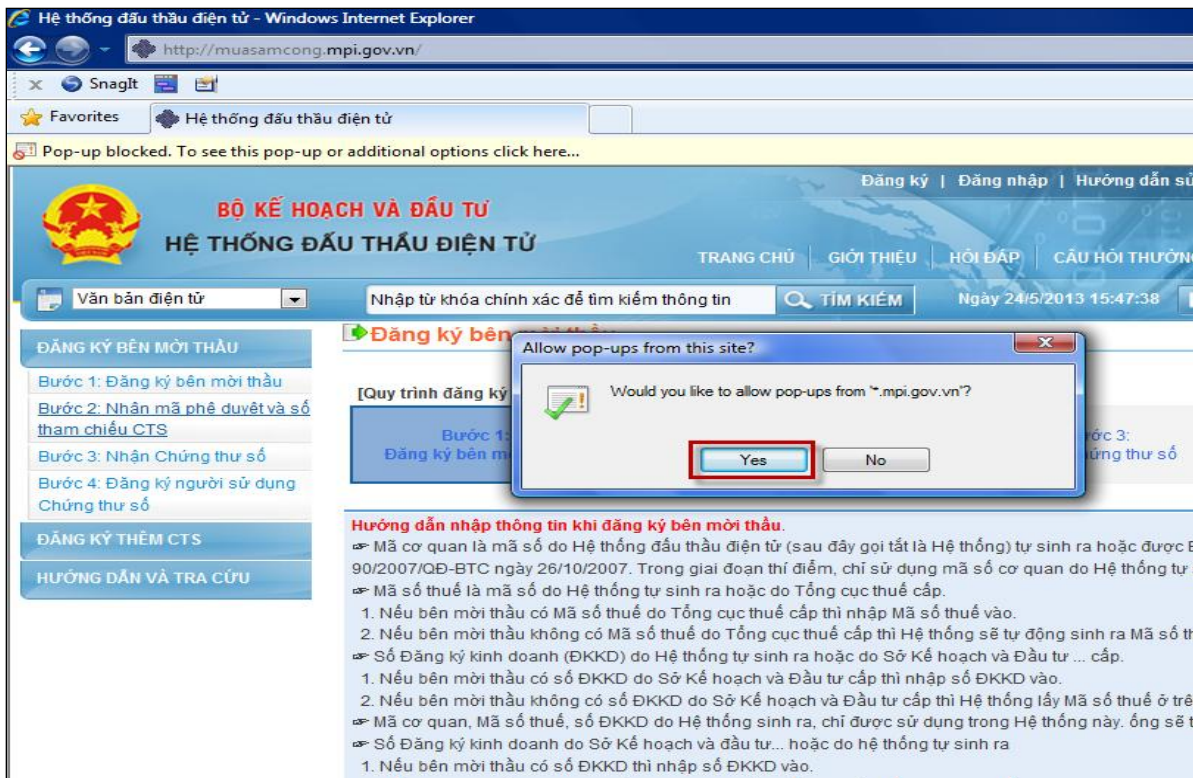 Hệ thống đấu thầu điện tử - Windows Internet Explorer
http://muasamcong.mpi.gov.vn/
x SnagIt
Favorites Hệ thống đấu thầu điện tử
Pop-up blocked. To see this pop-up or additional options click here...
Đăng ký | Đăng nhập | Hướng dẫn sử
BỘ KẾ HOẠCH VÀ ĐẦU TƯ
HỆ THỐNG ĐẤU THẦU ĐIỆN TỬ
TRANG CHỦ GIỚI THIỆU HỎI ĐÁP CÂU HỎI THƯỜNG
Văn bản điện tử Nhập từ khóa chính xác để tìm kiếm thông tin TÌM KIẾM Ngày 24/5/2013 15:47:38
ĐĂNG KÝ BÊN MỜI THẦU
Bước 1: Đăng ký bên mời thầu
Bước 2: Nhận mã phê duyệt và số
tham chiếu CTS
Bước 3: Nhận Chứng thư số
Bước 4: Đăng ký người sử dụng
Chứng thư số
ĐĂNG KÝ THÊM CTS
HƯỚNG DẪN VÀ TRA CỨU
Đăng ký bên mời thầu
[Quy trình đăng ký
Bước 1:
Đăng ký bên m
Allow pop-ups from this site?
Would you like to allow pop-ups from '*.mpi.gov.vn'?
Yes No
ước 3:
ứng thư số
Hướng dẫn nhập thông tin khi đăng ký bên mời thầu.
☞ Mã cơ quan là mã số do Hệ thống đấu thầu điện tử (sau đây gọi tắt là Hệ thống) tự sinh ra hoặc được
90/2007/QĐ-BTC ngày 26/10/2007. Trong giai đoạn thí điểm, chỉ sử dụng mã số cơ quan do Hệ thống tự
☞ Mã số thuế là mã số do Hệ thống tự sinh ra hoặc do Tổng cục thuế cấp.
1. Nếu bên mời thầu có Mã số thuế do Tổng cục thuế cấp thì nhập Mã số thuế vào.
2. Nếu bên mời thầu không có Mã số thuế do Tổng cục thuế cấp thì Hệ thống sẽ tự động sinh ra Mã số th
☞ Số Đăng ký kinh doanh (ĐKKD) do Hệ thống tự sinh ra hoặc do Sở Kế hoạch và Đầu tư ... cấp.
1. Nếu bên mời thầu có số ĐKKD do Sở Kế hoạch và Đầu tư cấp thì nhập số ĐKKD vào.
2. Nếu bên mời thầu không có số ĐKKD do Sở Kế hoạch và Đầu tư cấp thì Hệ thống lấy Mã số thuế ở trê
☞ Mã cơ quan, Mã số thuế, số ĐKKD do Hệ thống sinh ra, chỉ được sử dụng trong Hệ thống này. ống sẽ t
☞ Số Đăng ký kinh doanh do Sở Kế hoạch và đầu tư... hoặc do hệ thống tự sinh ra
1. Nếu bên mời thầu có số ĐKKD thì nhập số ĐKKD vào.